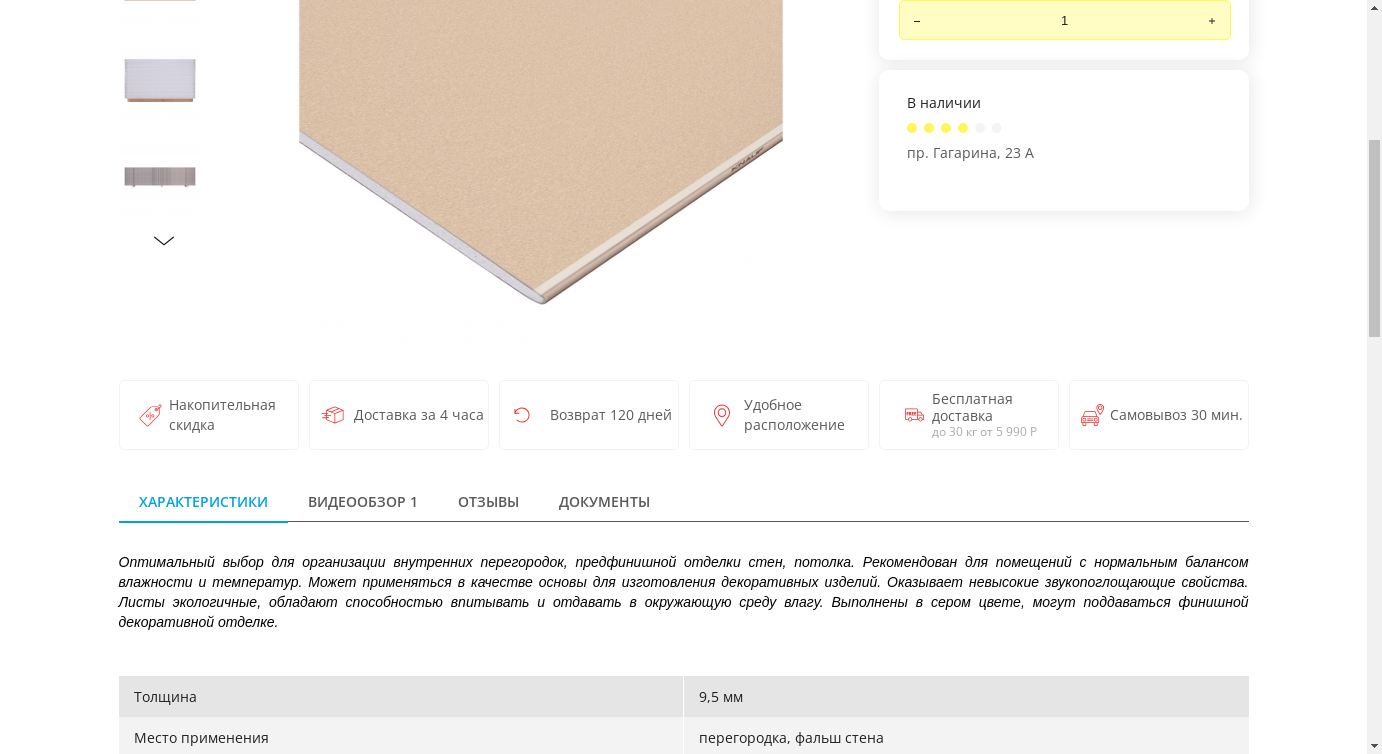 –
1
+
В наличии
пр. Гагарина, 23 А
KNAUF
Накопительная
скидка
Доставка за 4 часа
Возврат 120 дней
Удобное
расположение
FREE
Бесплатная
доставка
до 30 кг от 5 990 Р
Самовывоз 30 мин.
ХАРАКТЕРИСТИКИ
ВИДЕООБЗОР 1
ОТЗЫВЫ
ДОКУМЕНТЫ
Оптимальный выбор для организации внутренних перегородок, предфинишной отделки стен, потолка. Рекомендован для помещений с нормальным балансом
влажности и температур. Может применяться в качестве основы для изготовления декоративных изделий. Оказывает невысокие звукопоглощающие свойства.
Листы экологичные, обладают способностью впитывать и отдавать в окружающую среду влагу. Выполнены в сером цвете, могут поддаваться финишной
декоративной отделке.
Толщина
9,5 мм
Место применения
перегородка, фальш стена